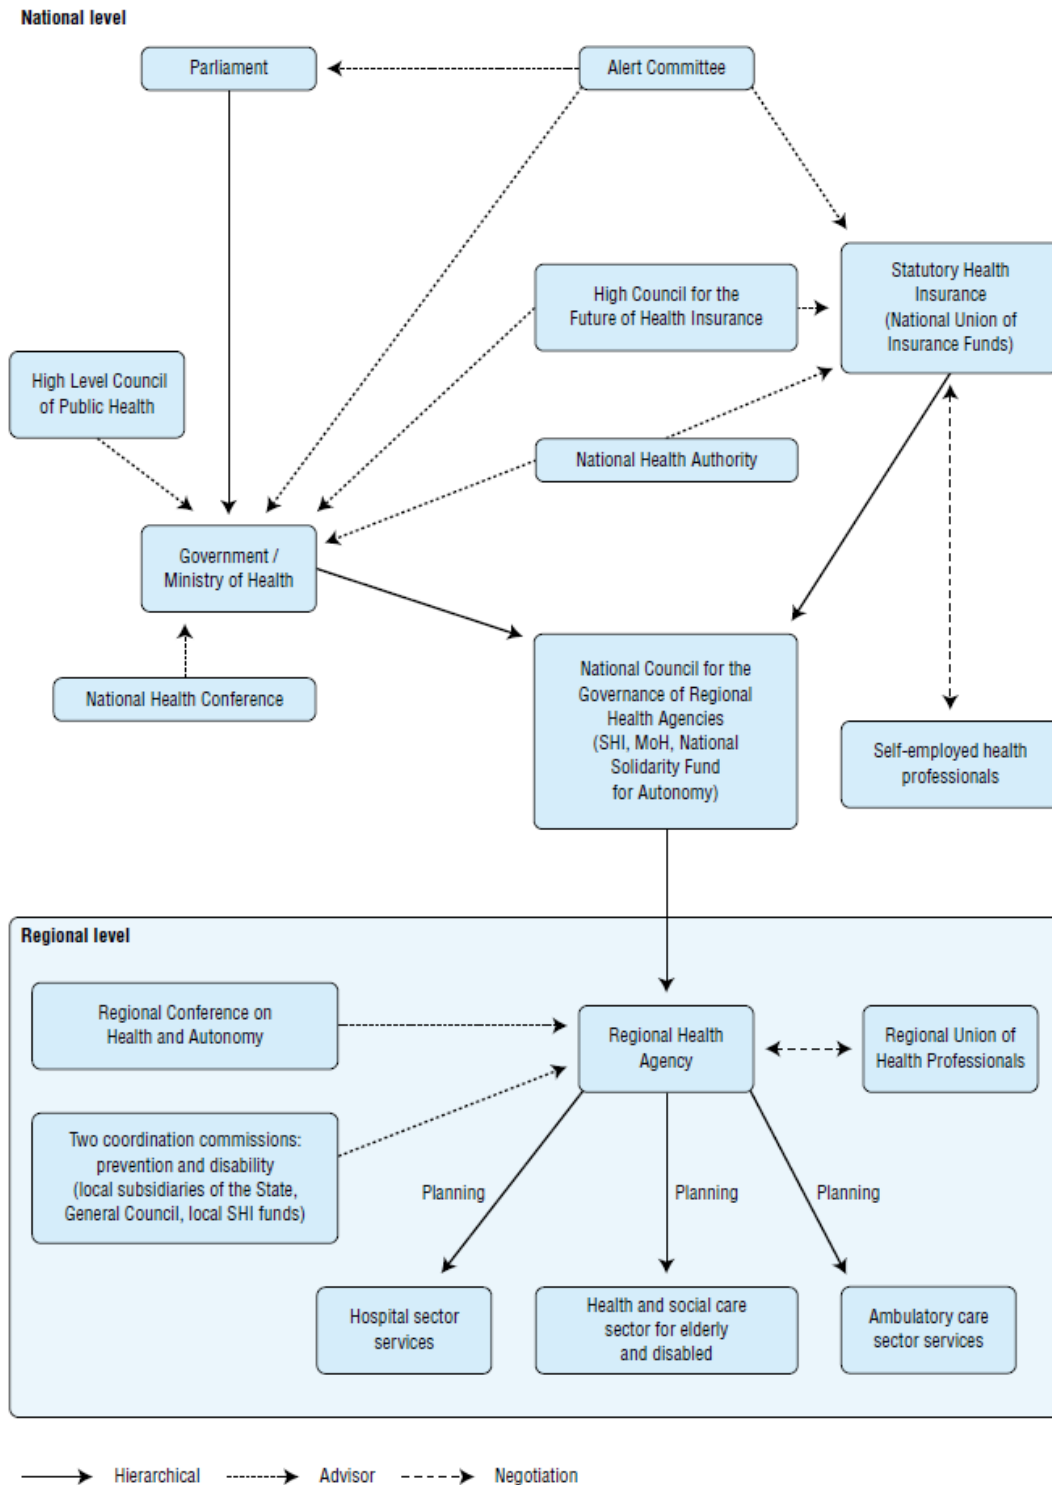 National level
Parliament
Alert Committee
High Council for the
Future of Health Insurance
Statutory Health
Insurance
(National Union of
Insurance Funds)
High Level Council
of Public Health
National Health Authority
Government /
Ministry of Health
National Health Conference
National Council for the
Governance of Regional
Health Agencies
(SHI, MoH, National
Solidarity Fund
for Autonomy)
Self-employed health
professionals
Regional level
Regional Conference on
Health and Autonomy
Regional Health
Agency
Regional Union of
Health Professionals
Two coordination commissions:
prevention and disability
(local subsidiaries of the State,
General Council, local SHI funds)
Planning
Planning
Planning
Hospital sector
services
Health and social care
sector for elderly
and disabled
Ambulatory care
sector services
Hierarchical
Advisor
Negotiation